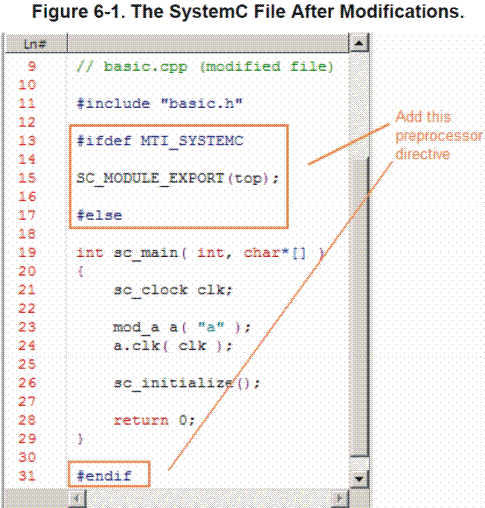 Figure 6-1. The SystemC File After Modifications.
Ln#
9 // basic.cpp (modified file)
10
11 #include "basic.h"
12
13 #ifdef MTI_SYSTEMC
14
15 SC_MODULE_EXPORT(top);
16
17 #else
18
19 int sc_main( int, char*[] )
20 {
21 sc_clock clk;
22
23 mod_a a( "a" );
24 a.clk( clk );
25
26 sc_initialize();
27
28 return 0;
29 }
30
31 #endif
Add this
preprocessor
directive